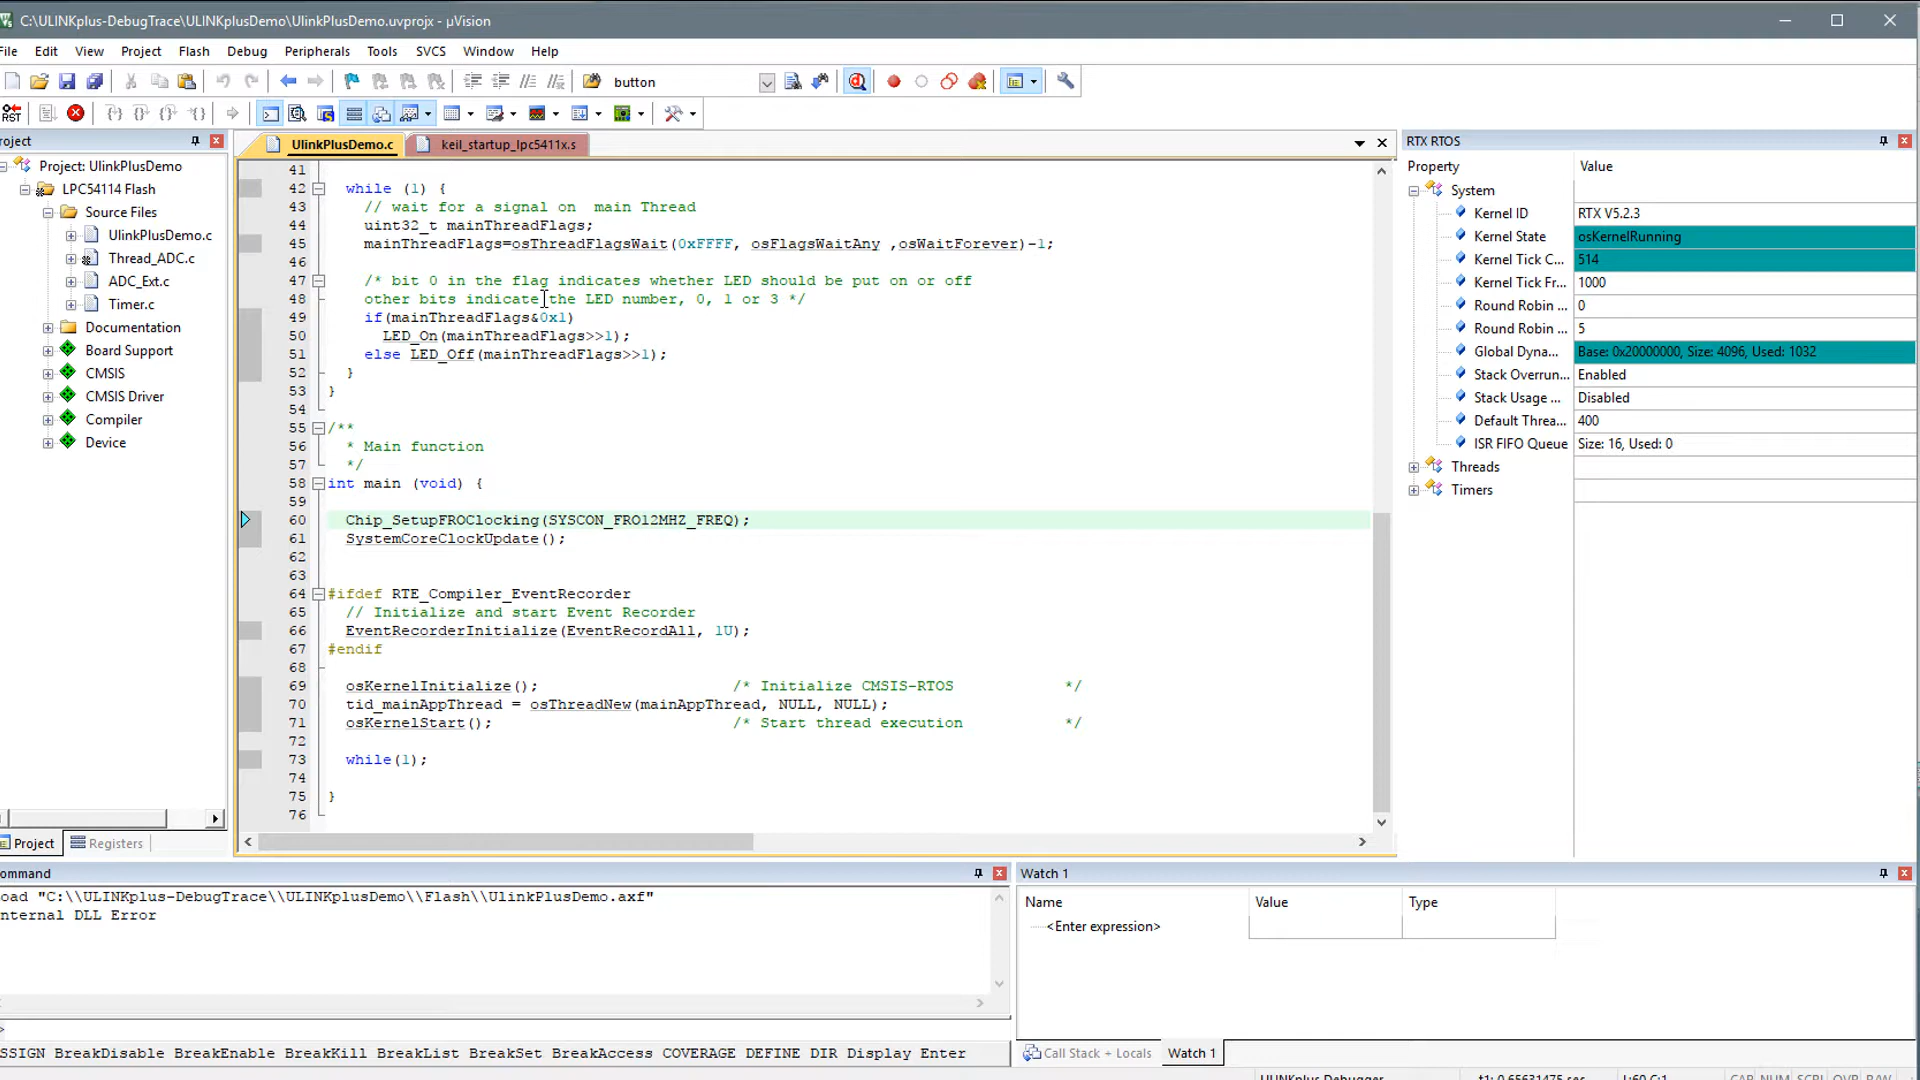 C:\ULINKplus-DebugTrace\ULINKplusDemo\UlinkPlusDemo.uvprojx - µVision
File Edit View Project Flash Debug Peripherals Tools SVCS Window Help
button
RST
roject
Project: UlinkPlusDemo
LPC54114 Flash
Source Files
UlinkPlusDemo.c
Thread_ADC.c
ADC_Ext.c
Timer.c
Documentation
Board Support
CMSIS
CMSIS Driver
Compiler
Device
Project Registers
UlinkPlusDemo.c keil_startup_lpc5411x.s
41
42 while (1) {
43 // wait for a signal on  main Thread
44 uint32_t mainThreadFlags;
45 mainThreadFlags=osThreadFlagsWait(0xFFFF, osFlagsWaitAny ,osWaitForever)-1;
46
47 /* bit 0 in the flag indicates whether LED should be put on or off
48 other bits indicate the LED number, 0, 1 or 3 */
49 if(mainThreadFlags&0x1)
50 LED_On(mainThreadFlags>>1);
51 else LED_Off(mainThreadFlags>>1);
52 }
53 }
54
55 /**
56 * Main function
57 */
58 int main (void) {
59
60 Chip_SetupFROClocking(SYSCON_FRO12MHZ_FREQ);
61 SystemCoreClockUpdate();
62
63
64 #ifdef RTE_Compiler_EventRecorder
65 // Initialize and start Event Recorder
66 EventRecorderInitialize(EventRecordAll, 1U);
67 #endif
68
69 osKernelInitialize(); /* Initialize CMSIS-RTOS */
70 tid_mainAppThread = osThreadNew(mainAppThread, NULL, NULL);
71 osKernelStart(); /* Start thread execution */
72
73 while(1);
74
75 }
76
RTX RTOS
Property Value
System
Kernel ID RTX V5.2.3
Kernel State osKernelRunning
Kernel Tick C... 514
Kernel Tick Fr... 1000
Round Robin ... 0
Round Robin ... 5
Global Dyna... Base: 0x20000000, Size: 4096, Used: 1032
Stack Overrun... Enabled
Stack Usage ... Disabled
Default Threa... 400
ISR FIFO Queue Size: 16, Used: 0
Threads
Timers
ommand
oad "C:\\ULINKplus-DebugTrace\\ULINKplusDemo\\Flash\\UlinkPlusDemo.axf"
nternal DLL Error
>
SSIGN BreakDisable BreakEnable BreakKill BreakList BreakSet BreakAccess COVERAGE DEFINE DIR Display Enter
Watch 1
Name Value Type
<Enter expression>
Call Stack + Locals Watch 1
ULINKplus Debugger t1: 0.65631475 sec L:60 C:1 CAP NUM SCRL OVR R/W